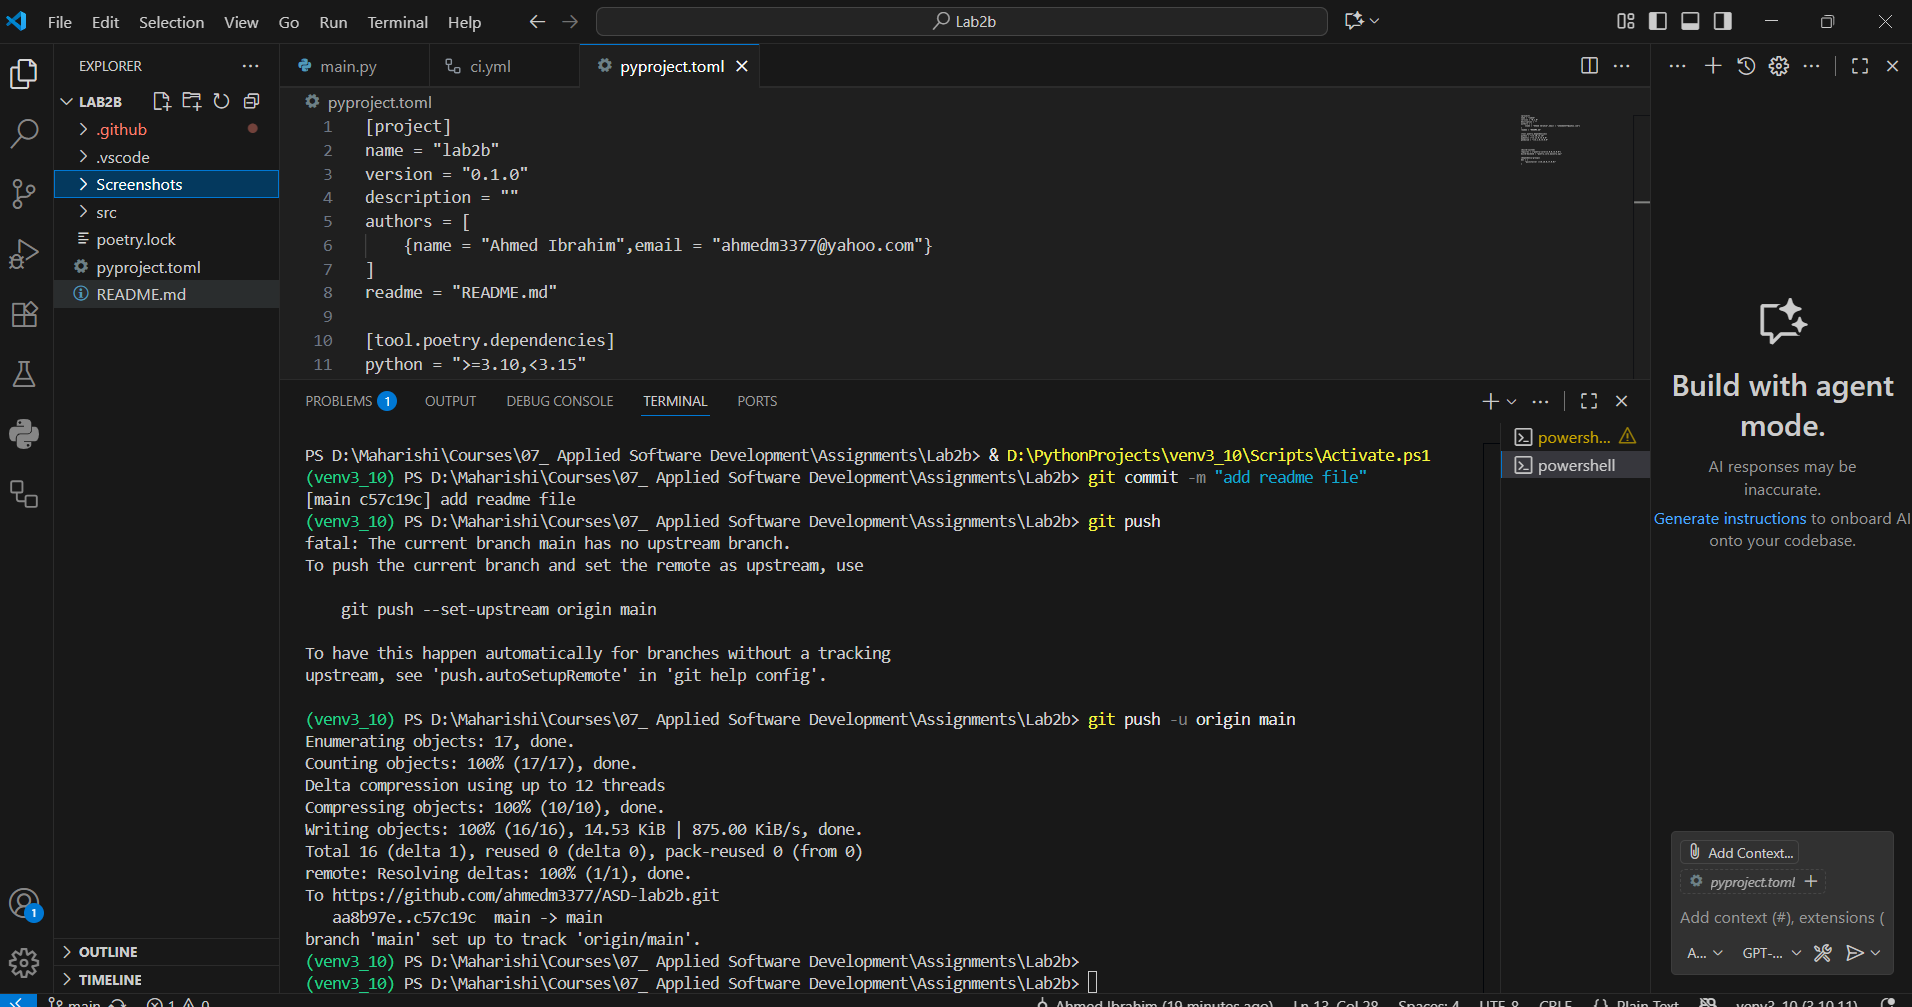 File Edit Selection View Go Run Terminal Help
Lab2b
EXPLORER
LAB2B
.github
.vscode
Screenshots
src
poetry.lock
pyproject.toml
README.md
OUTLINE
TIMELINE
main.py
ci.yml
pyproject.toml
pyproject.toml
1 [project]
2 name = "lab2b"
3 version = "0.1.0"
4 description = ""
5 authors = [
6 {name = "Ahmed Ibrahim",email = "ahmedm3377@yahoo.com"}
7 ]
8 readme = "README.md"
9
10 [tool.poetry.dependencies]
11 python = ">=3.10,<3.15"
PROBLEMS 1 OUTPUT DEBUG CONSOLE TERMINAL PORTS
PS D:\Maharishi\Courses\07_ Applied Software Development\Assignments\Lab2b> & D:\PythonProjects\venv3_10\Scripts\Activate.ps1
(venv3_10) PS D:\Maharishi\Courses\07_ Applied Software Development\Assignments\Lab2b> git commit -m "add readme file"
[main c57c19c] add readme file
(venv3_10) PS D:\Maharishi\Courses\07_ Applied Software Development\Assignments\Lab2b> git push
fatal: The current branch main has no upstream branch.
To push the current branch and set the remote as upstream, use
git push --set-upstream origin main
To have this happen automatically for branches without a tracking
upstream, see 'push.autoSetupRemote' in 'git help config'.
(venv3_10) PS D:\Maharishi\Courses\07_ Applied Software Development\Assignments\Lab2b> git push -u origin main
Enumerating objects: 17, done.
Counting objects: 100% (17/17), done.
Delta compression using up to 12 threads
Compressing objects: 100% (10/10), done.
Writing objects: 100% (16/16), 14.53 KiB | 875.00 KiB/s, done.
Total 16 (delta 1), reused 0 (delta 0), pack-reused 0 (from 0)
remote: Resolving deltas: 100% (1/1), done.
To https://github.com/ahmedm3377/ASD-lab2b.git
aa8b97e..c57c19c main -> main
branch 'main' set up to track 'origin/main'.
(venv3_10) PS D:\Maharishi\Courses\07_ Applied Software Development\Assignments\Lab2b>
(venv3_10) PS D:\Maharishi\Courses\07_ Applied Software Development\Assignments\Lab2b>
powersh...
powershell
Build with agent
mode.
AI responses may be
inaccurate.
Generate instructions to onboard AI
onto your codebase.
Add Context...
pyproject.toml
Add context (#), extensions (
A... GPT-...
1
main 1 0 Ahmed Ibrahim (19 minutes ago) Ln 13, Col 28 Spaces: 4 UTF-8 CRLF {} Plain Text venv3_10 (3.10.11)